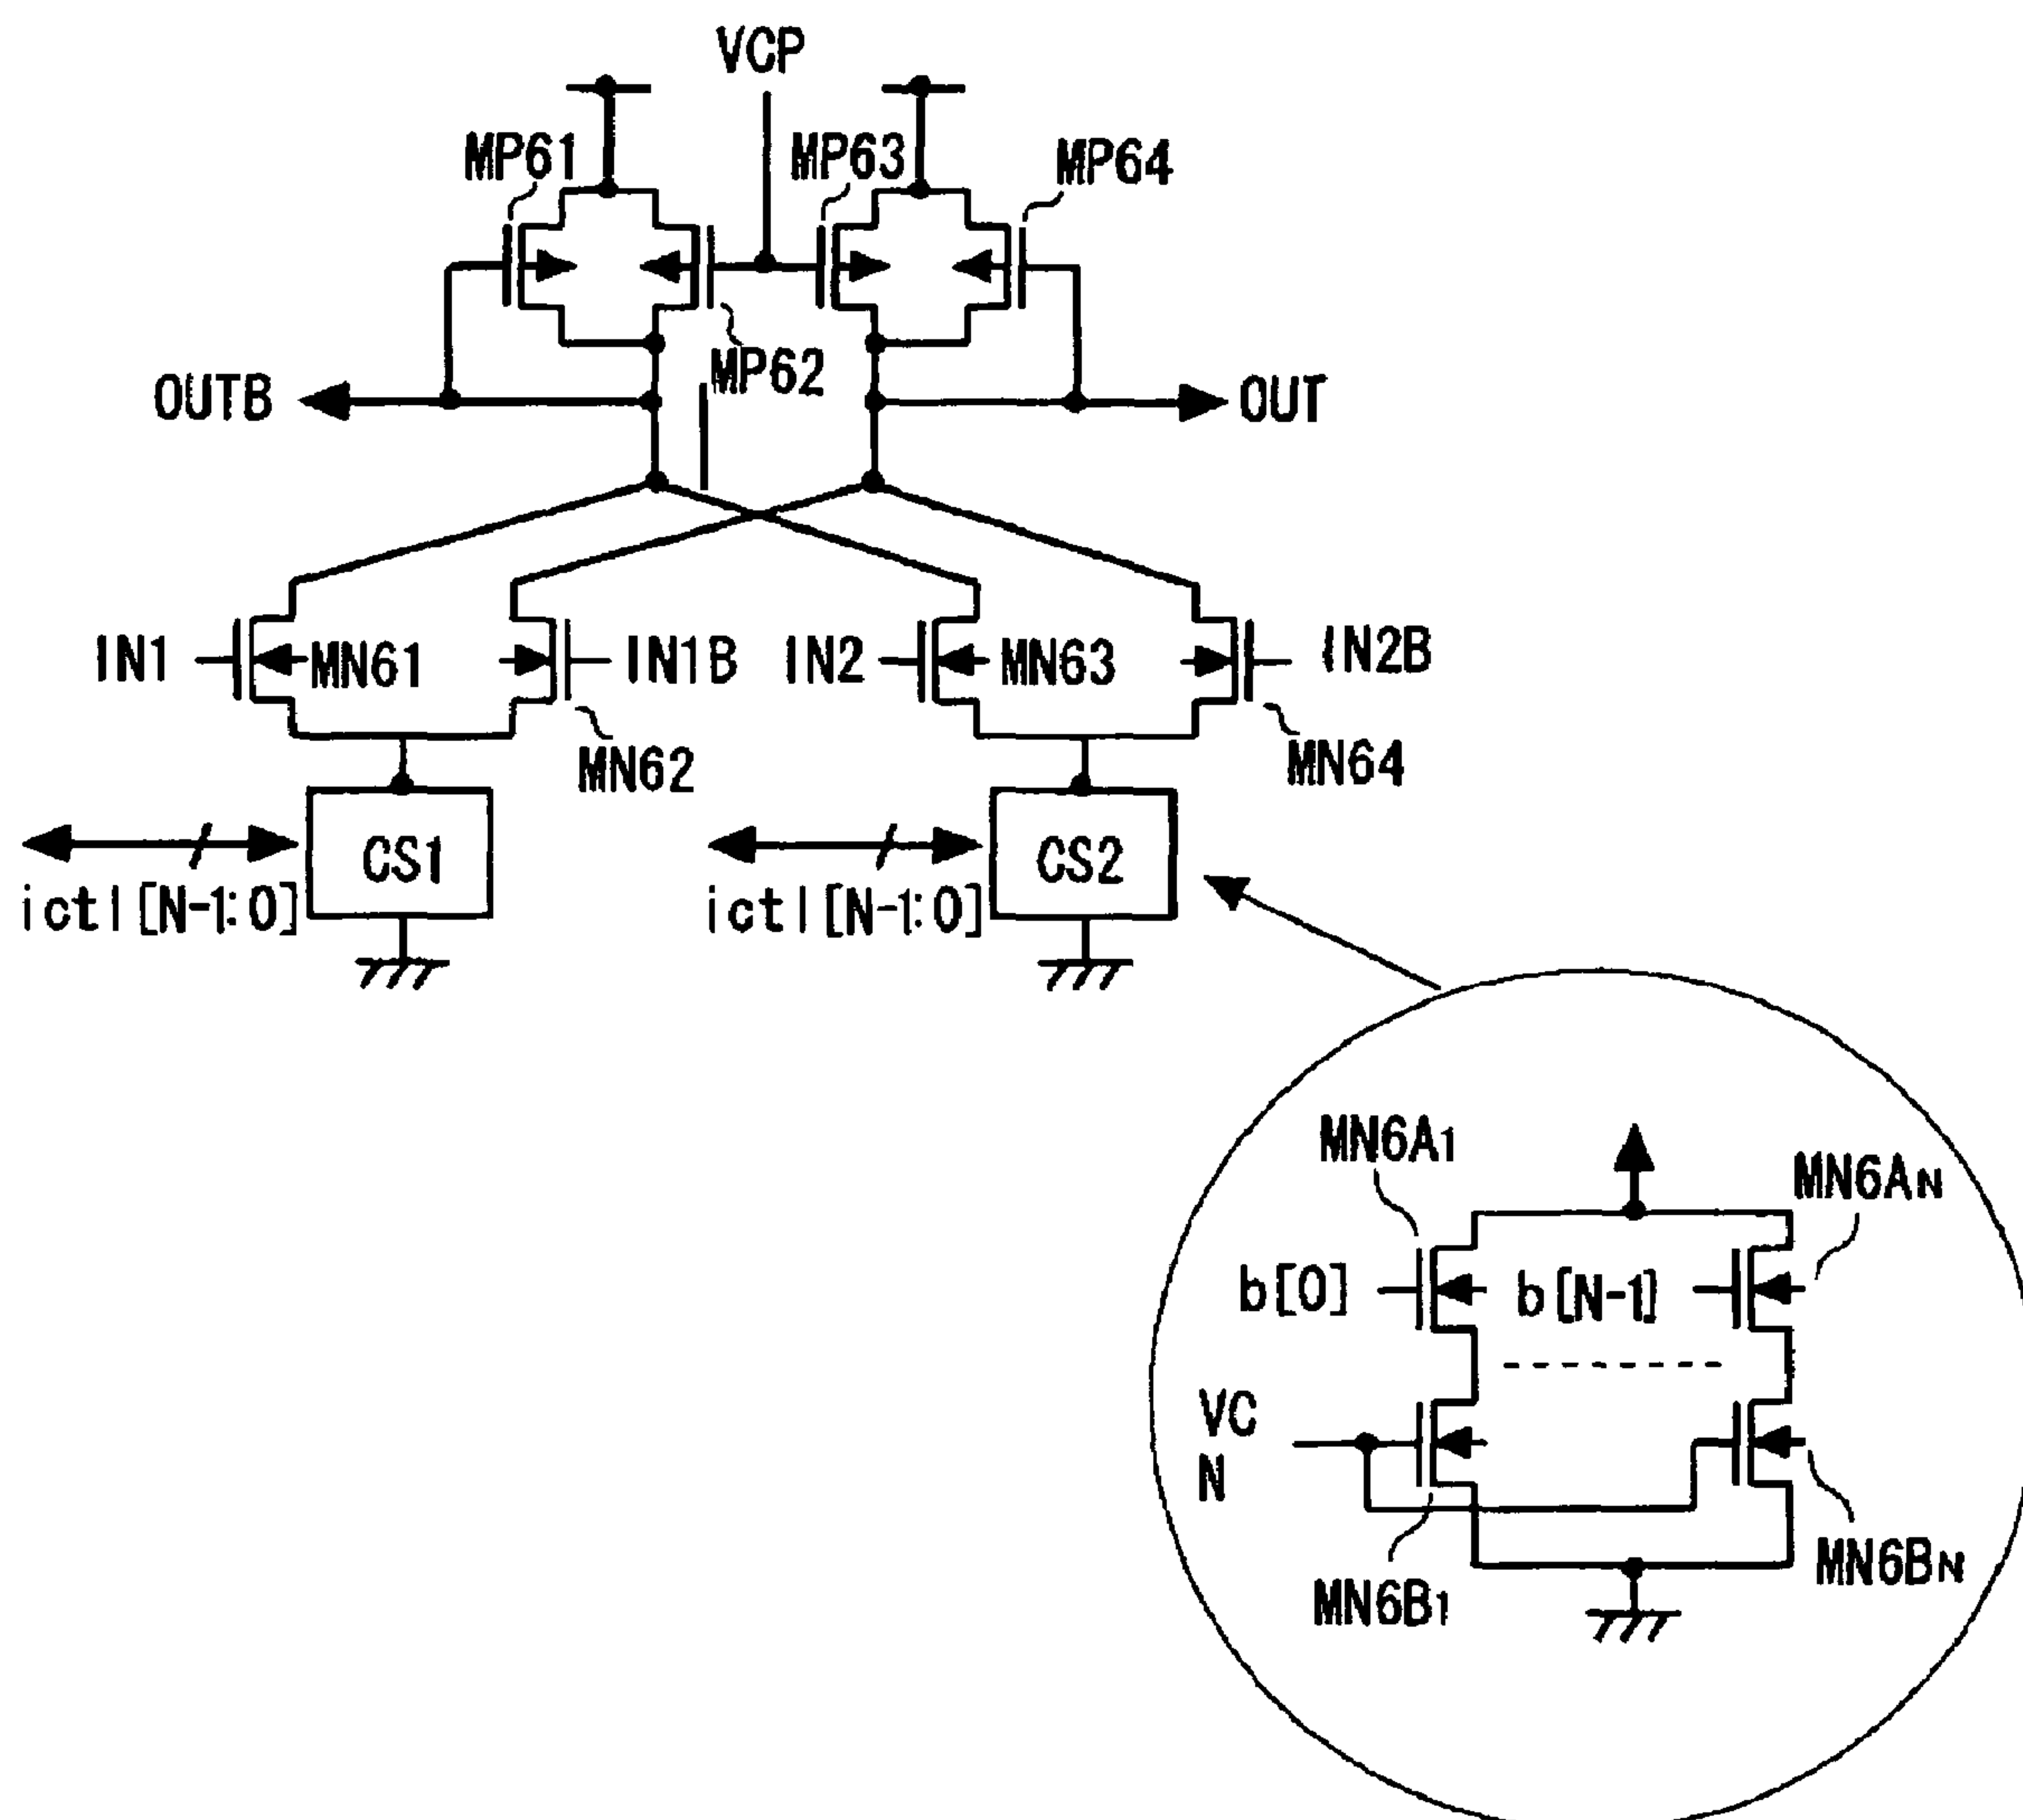 VCP
MP61
MP63
MP64
MP62
OUTB
OUT
IN1
MN61
IN1B
IN2
MN63
IN2B
MN62
MN64
CS1
CS2
ictl[N-1:0]
ictl[N-1:0]
MN6A1
MN6AN
b[0]
b[N-1]
VC
N
MN6B1
MN6BN